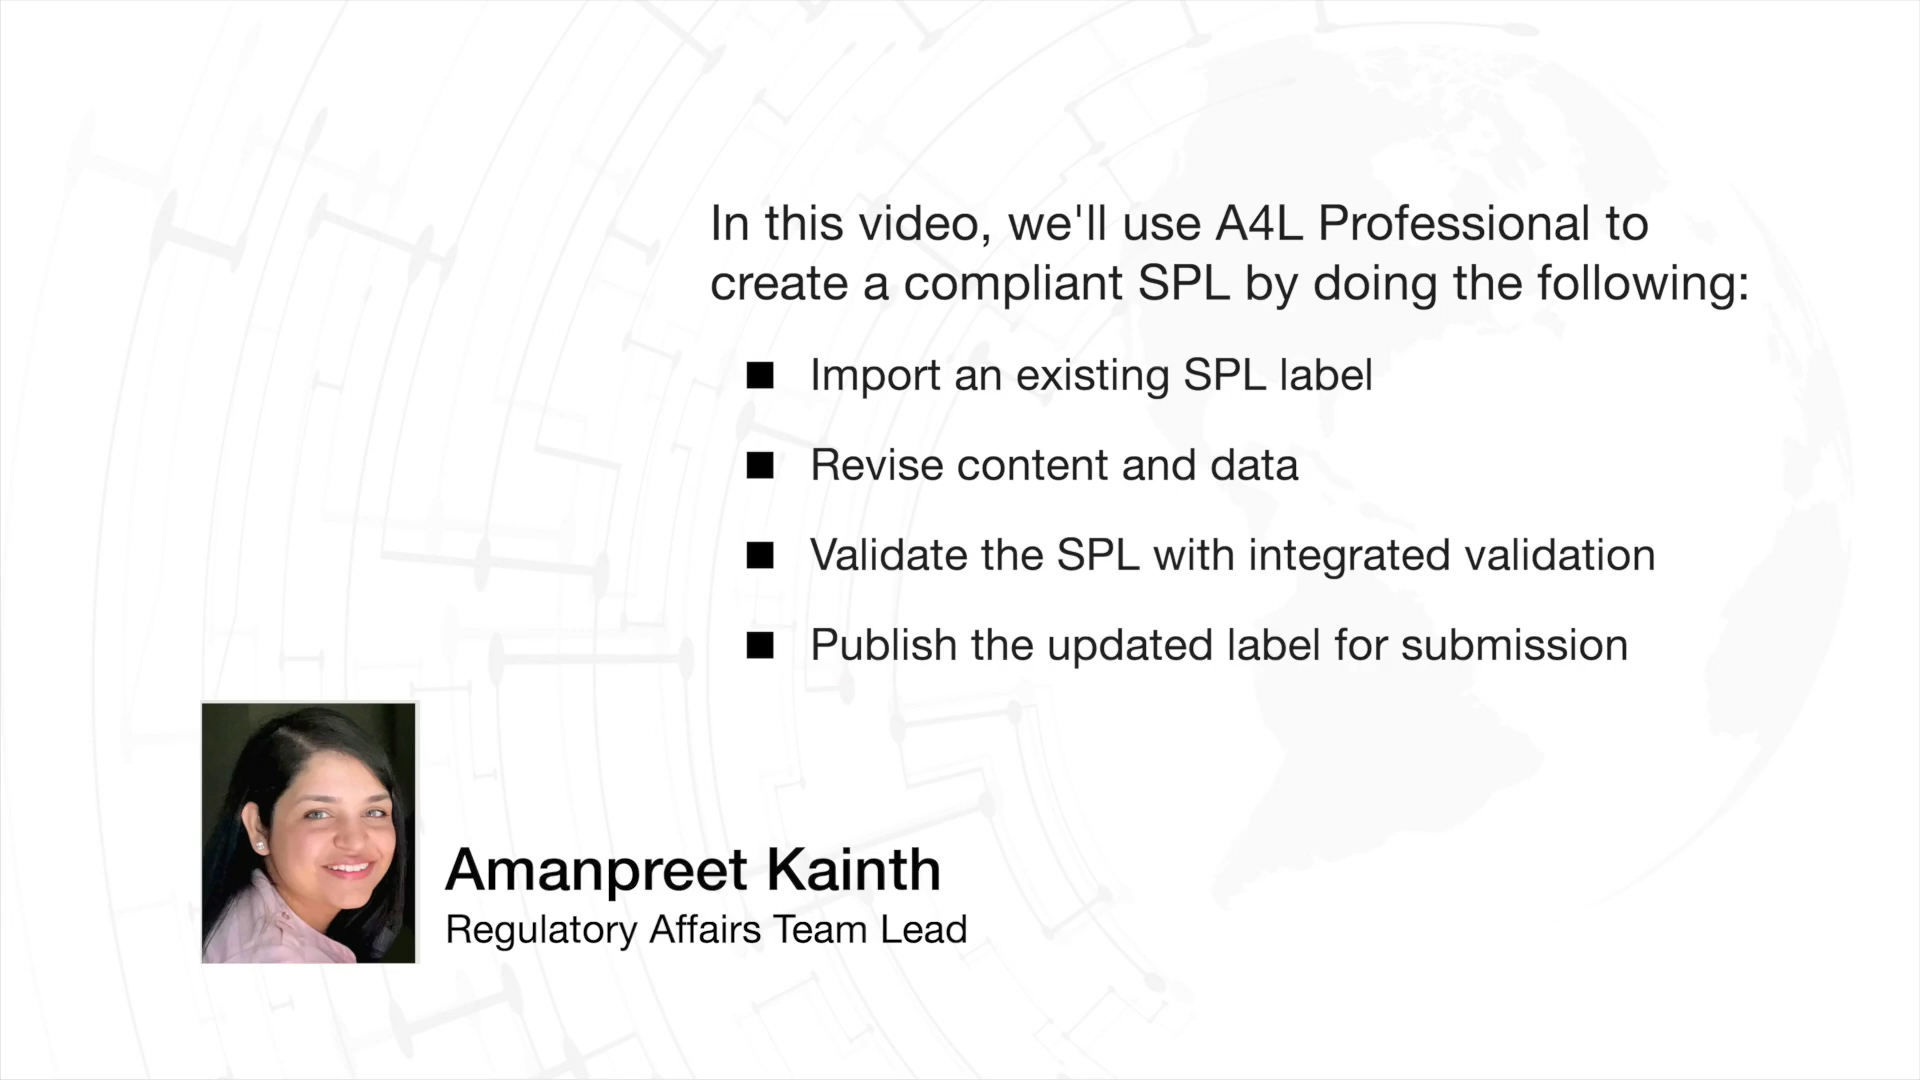 In this video, we'll use A4L Professional to
create a compliant SPL by doing the following:
■ Import an existing SPL label
■ Revise content and data
■ Validate the SPL with integrated validation
■ Publish the updated label for submission
Amanpreet Kainth
Regulatory Affairs Team Lead